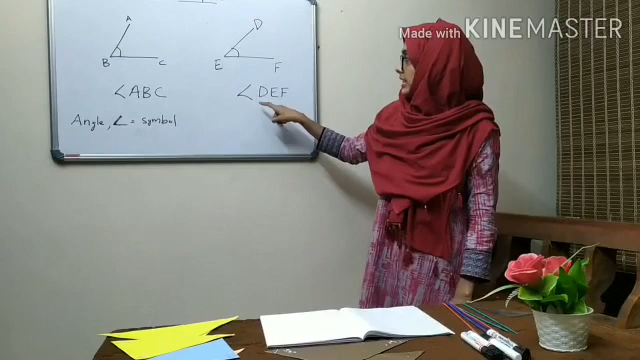 Made with KINEMASTER
A
B
C
D
E
F
∠ABC
∠DEF
Angle, ∠ = symbol